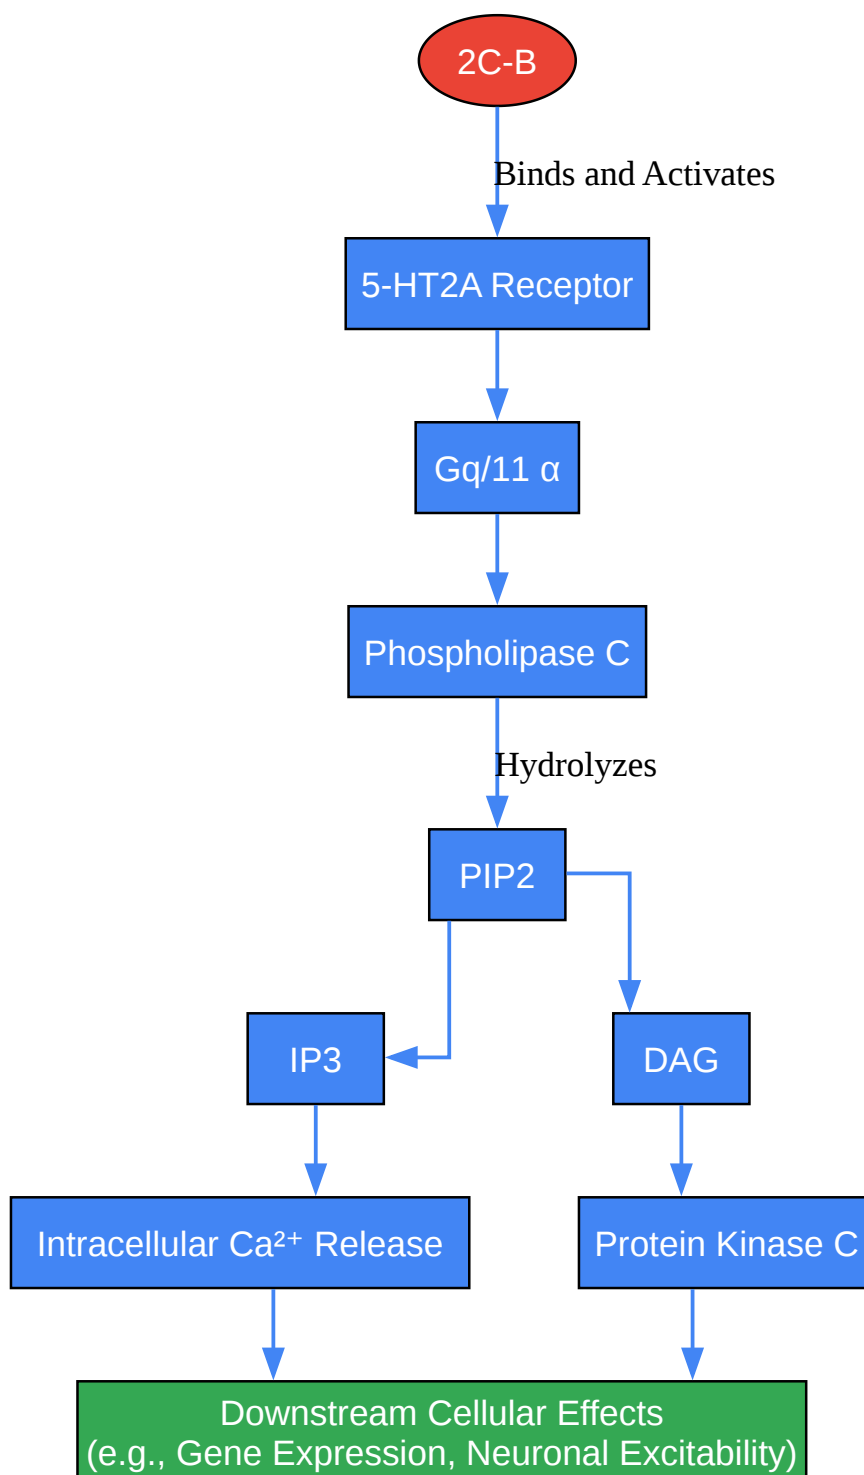 2C-B
Binds and Activates
5-HT2A Receptor
Gq/11 α
Phospholipase C
Hydrolyzes
PIP2
IP3
DAG
Intracellular Ca²⁺ Release
Protein Kinase C
Downstream Cellular Effects
(e.g., Gene Expression, Neuronal Excitability)